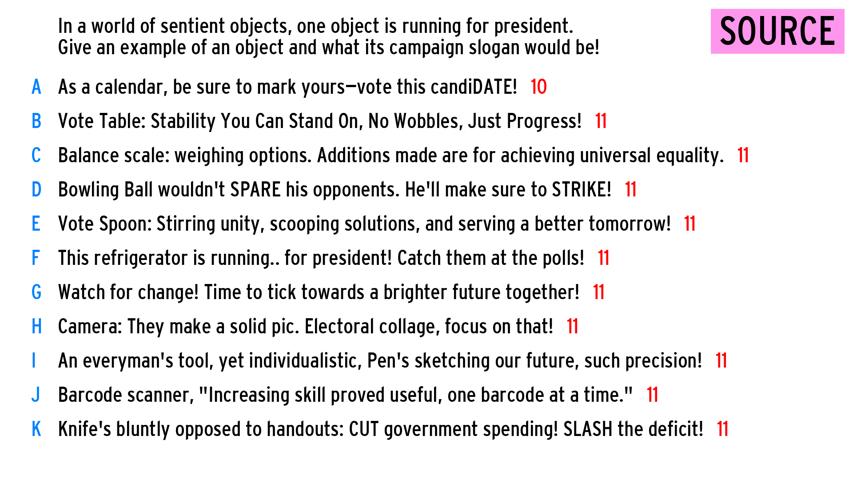 In a world of sentient objects, one object is running for president.
Give an example of an object and what its campaign slogan would be!
SOURCE
A As a calendar, be sure to mark yours—vote this candiDATE! 10
B Vote Table: Stability You Can Stand On, No Wobbles, Just Progress! 11
C Balance scale: weighing options. Additions made are for achieving universal equality. 11
D Bowling Ball wouldn't SPARE his opponents. He'll make sure to STRIKE! 11
E Vote Spoon: Stirring unity, scooping solutions, and serving a better tomorrow! 11
F This refrigerator is running.. for president! Catch them at the polls! 11
G Watch for change! Time to tick towards a brighter future together! 11
H Camera: They make a solid pic. Electoral collage, focus on that! 11
I An everyman's tool, yet individualistic, Pen's sketching our future, such precision! 11
J Barcode scanner, "Increasing skill proved useful, one barcode at a time." 11
K Knife's bluntly opposed to handouts: CUT government spending! SLASH the deficit! 11